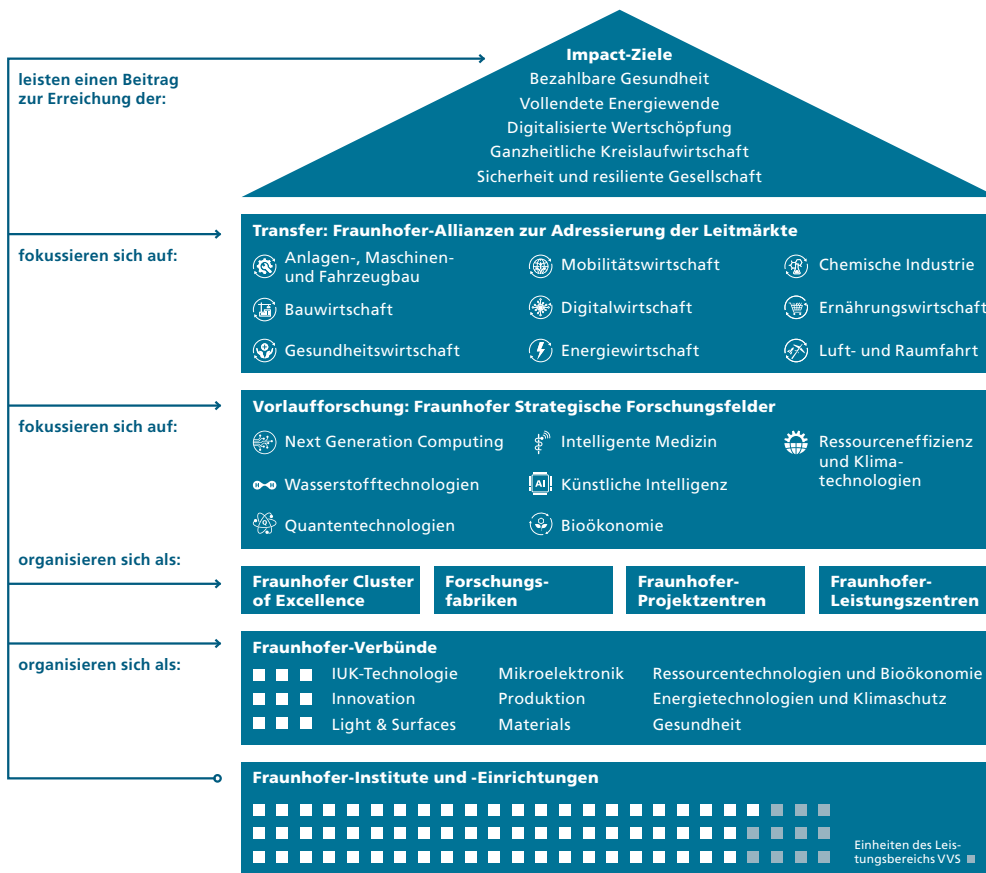 Impact-Ziele
Bezahlbare Gesundheit
Vollendete Energiewende
Digitalisierte Wertschöpfung
Ganzheitliche Kreislaufwirtschaft
Sicherheit und resiliente Gesellschaft
leisten einen Beitrag
zur Erreichung der:
Transfer: Fraunhofer-Allianzen zur Adressierung der Leitmärkte
fokussieren sich auf:
Anlagen-, Maschinen-
und Fahrzeugbau
Mobilitätswirtschaft
Chemische Industrie
Bauwirtschaft
Digitalwirtschaft
Ernährungswirtschaft
Gesundheitswirtschaft
Energiewirtschaft
Luft- und Raumfahrt
Vorlaufforschung: Fraunhofer Strategische Forschungsfelder
fokussieren sich auf:
Next Generation Computing
Intelligente Medizin
Ressourceneffizienz
und Klima-
technologien
Wasserstofftechnologien
AI
Künstliche Intelligenz
Quantentechnologien
Bioökonomie
organisieren sich als:
Fraunhofer Cluster
of Excellence
Forschungs-
fabriken
Fraunhofer-
Projektzentren
Fraunhofer-
Leistungszentren
Fraunhofer-Verbünde
organisieren sich als:
IUK-Technologie
Mikroelektronik
Ressourcentechnologien und Bioökonomie
Innovation
Produktion
Energietechnologien und Klimaschutz
Light & Surfaces
Materials
Gesundheit
Fraunhofer-Institute und -Einrichtungen
Einheiten des Leis-
tungsbereichs VVS